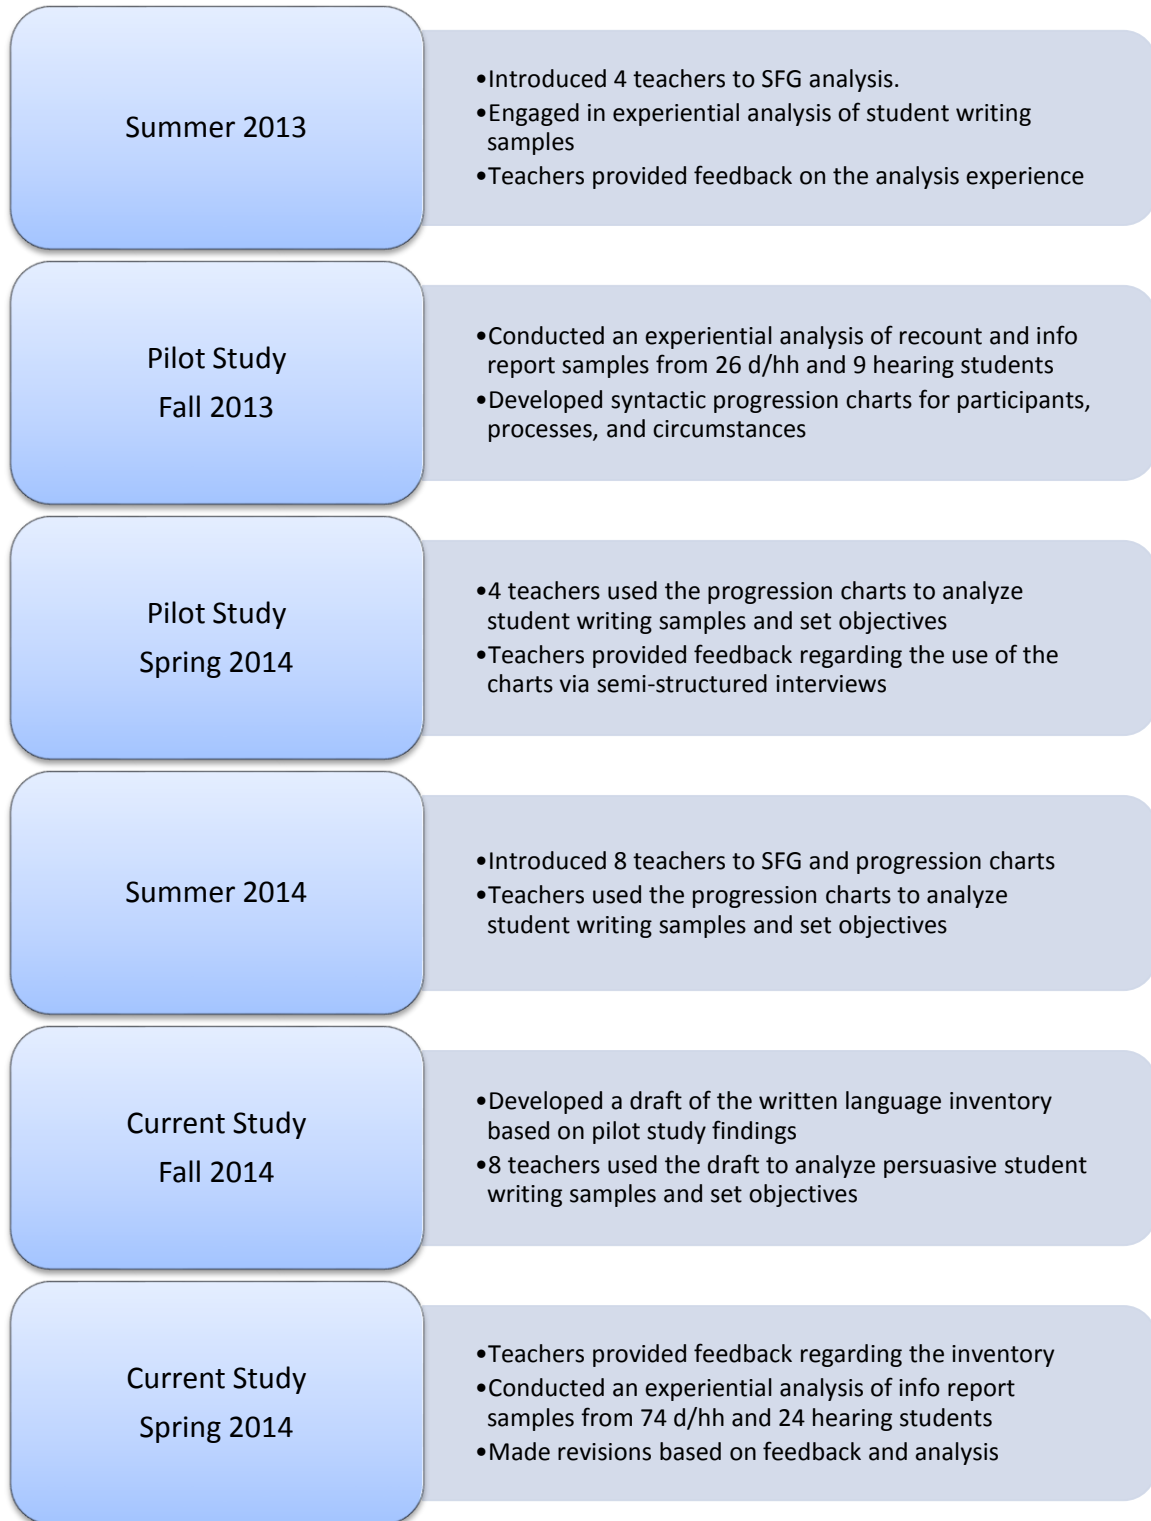 Summer 2013
•Introduced 4 teachers to SFG analysis.
•Engaged in experiential analysis of student writing
samples
•Teachers provided feedback on the analysis experience
Pilot Study
Fall 2013
•Conducted an experiential analysis of recount and info
report samples from 26 d/hh and 9 hearing students
•Developed syntactic progression charts for participants,
processes, and circumstances
Pilot Study
Spring 2014
•4 teachers used the progression charts to analyze
student writing samples and set objectives
•Teachers provided feedback regarding the use of the
charts via semi-structured interviews
Summer 2014
•Introduced 8 teachers to SFG and progression charts
•Teachers used the progression charts to analyze
student writing samples and set objectives
Current Study
Fall 2014
•Developed a draft of the written language inventory
based on pilot study findings
•8 teachers used the draft to analyze persuasive student
writing samples and set objectives
Current Study
Spring 2014
•Teachers provided feedback regarding the inventory
•Conducted an experiential analysis of info report
samples from 74 d/hh and 24 hearing students
•Made revisions based on feedback and analysis